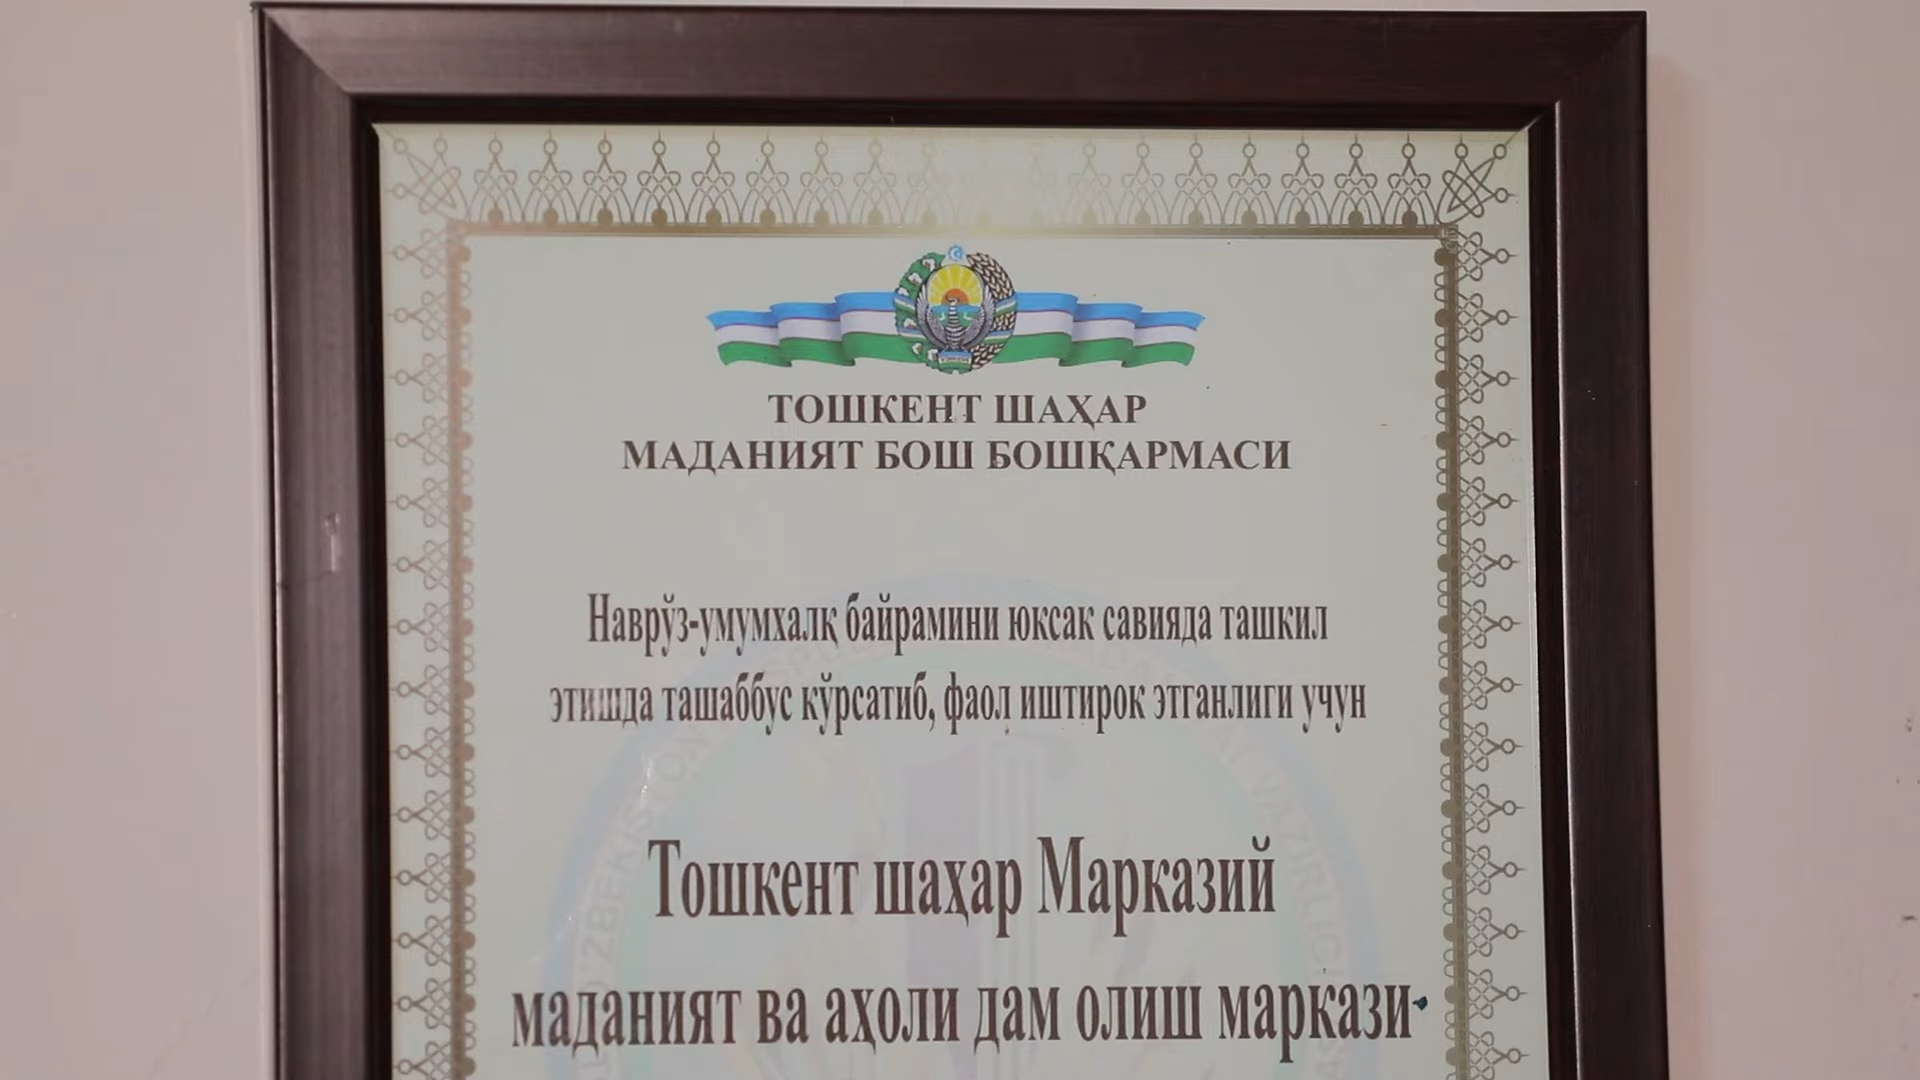 ТОШКЕНТ ШАҲАР
МАДАНИЯТ БОШ БОШҚАРМАСИ
Наврўз-умумхалқ байрамини юксак савияда ташкил
этишда ташаббус кўрсатиб, фаол иштирок этганлиги учун
Тошкент шаҳар Марказий
маданият ва аҳоли дам олиш маркази